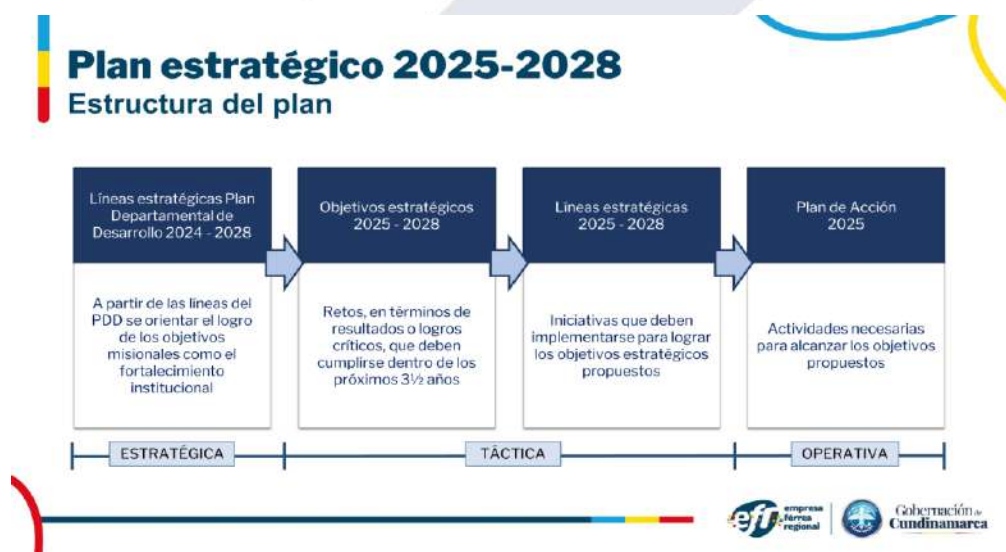 Plan estratégico 2025-2028
Estructura del plan
Líneas estratégicas Plan
Departamental de
Desarrollo 2024 - 2028
A partir de las líneas del
PDD se orientar el logro
de los objetivos
misionales como el
fortalecimiento
institucional
Objetivos estratégicos
2025 - 2028
Retos, en términos de
resultados o logros
críticos, que deben
cumplirse dentro de los
próximos 3½ años
Líneas estratégicas
2025 - 2028
Iniciativas que deben
implementarse para lograr
los objetivos estratégicos
propuestos
Plan de Acción
2025
Actividades necesarias
para alcanzar los objetivos
propuestos
ESTRATÉGICA
TÁCTICA
OPERATIVA
efr
empresa
férrea
regional
Gobernación de
Cundinamarca